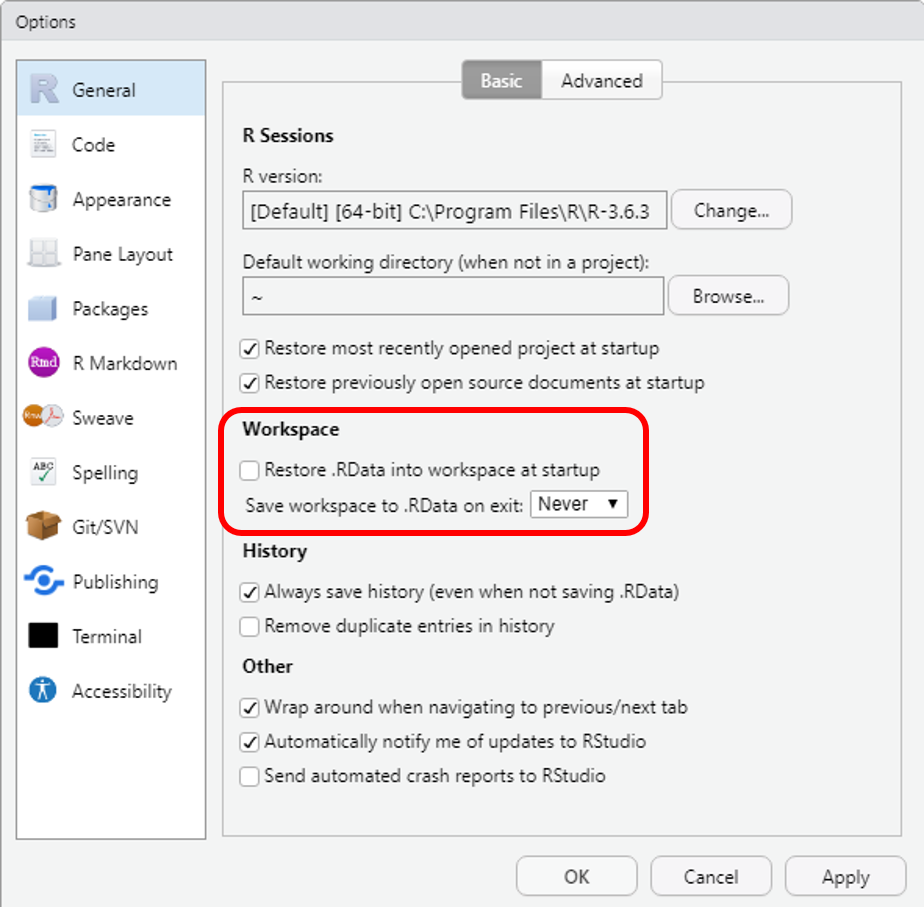 Options
General
Code
Appearance
Pane Layout
Packages
Rmd R Markdown
Rnw Sweave
ABC Spelling
Git/SVN
Publishing
Terminal
Accessibility
Basic Advanced
R Sessions
R version:
[Default] [64-bit] C:\Program Files\R\R-3.6.3 Change...
Default working directory (when not in a project):
~ Browse...
Restore most recently opened project at startup
Restore previously open source documents at startup
Workspace
Restore .RData into workspace at startup
Save workspace to .RData on exit: Never
History
Always save history (even when not saving .RData)
Remove duplicate entries in history
Other
Wrap around when navigating to previous/next tab
Automatically notify me of updates to RStudio
Send automated crash reports to RStudio
OK Cancel Apply